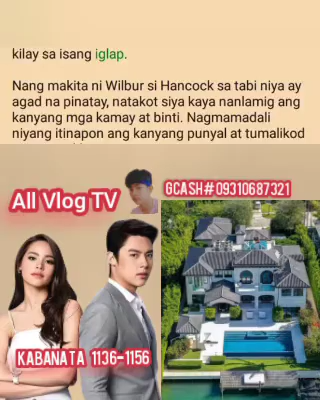 kilay sa isang iglap.
Nang makita ni Wilbur si Hancock sa tabi niya ay
agad na pinatay, natakot siya kaya nanlamig ang
kanyang mga kamay at binti. Nagmamadali
niyang itinapon ang kanyang punyal at tumalikod
All Vlog TV
GCASH#09310687321
KABANATA 1136-1156